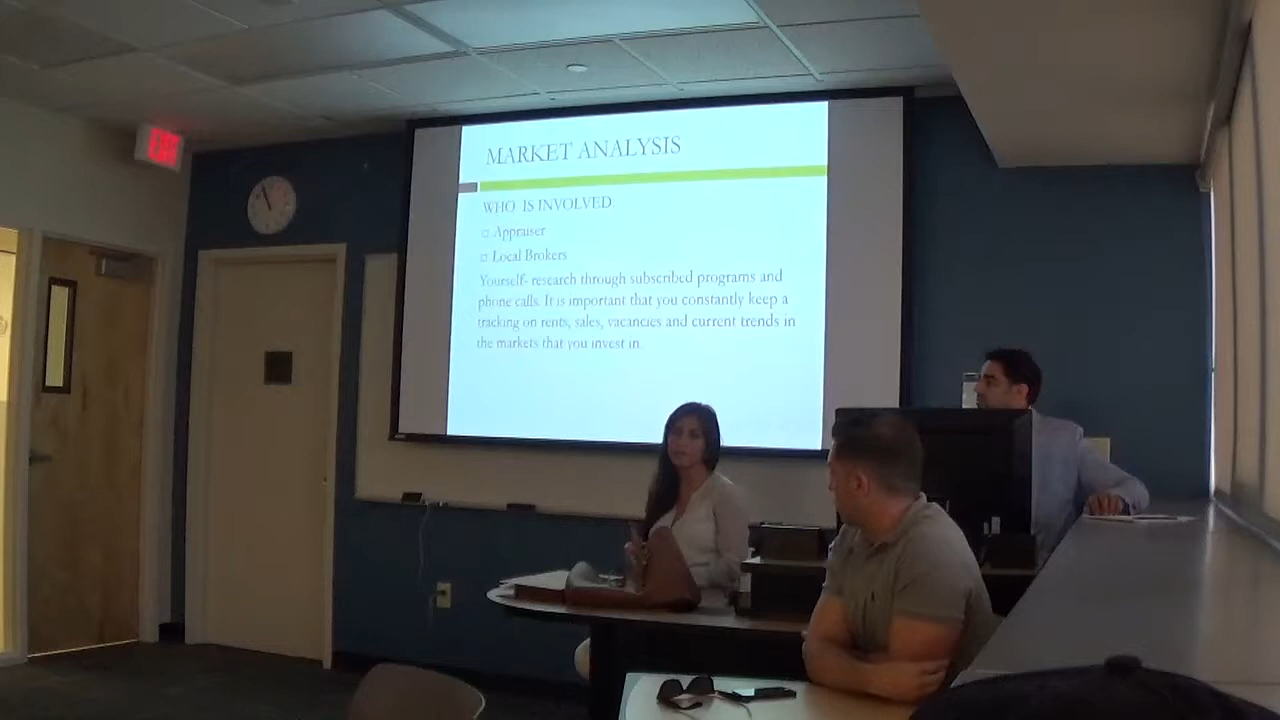 EXIT
MARKET ANALYSIS
WHO IS INVOLVED
Appraiser
Local Brokers
Yourself- research through subscribed programs and
phone calls. It is important that you constantly keep a
tracking on rents, sales, vacancies and current trends in
the markets that you invest in.